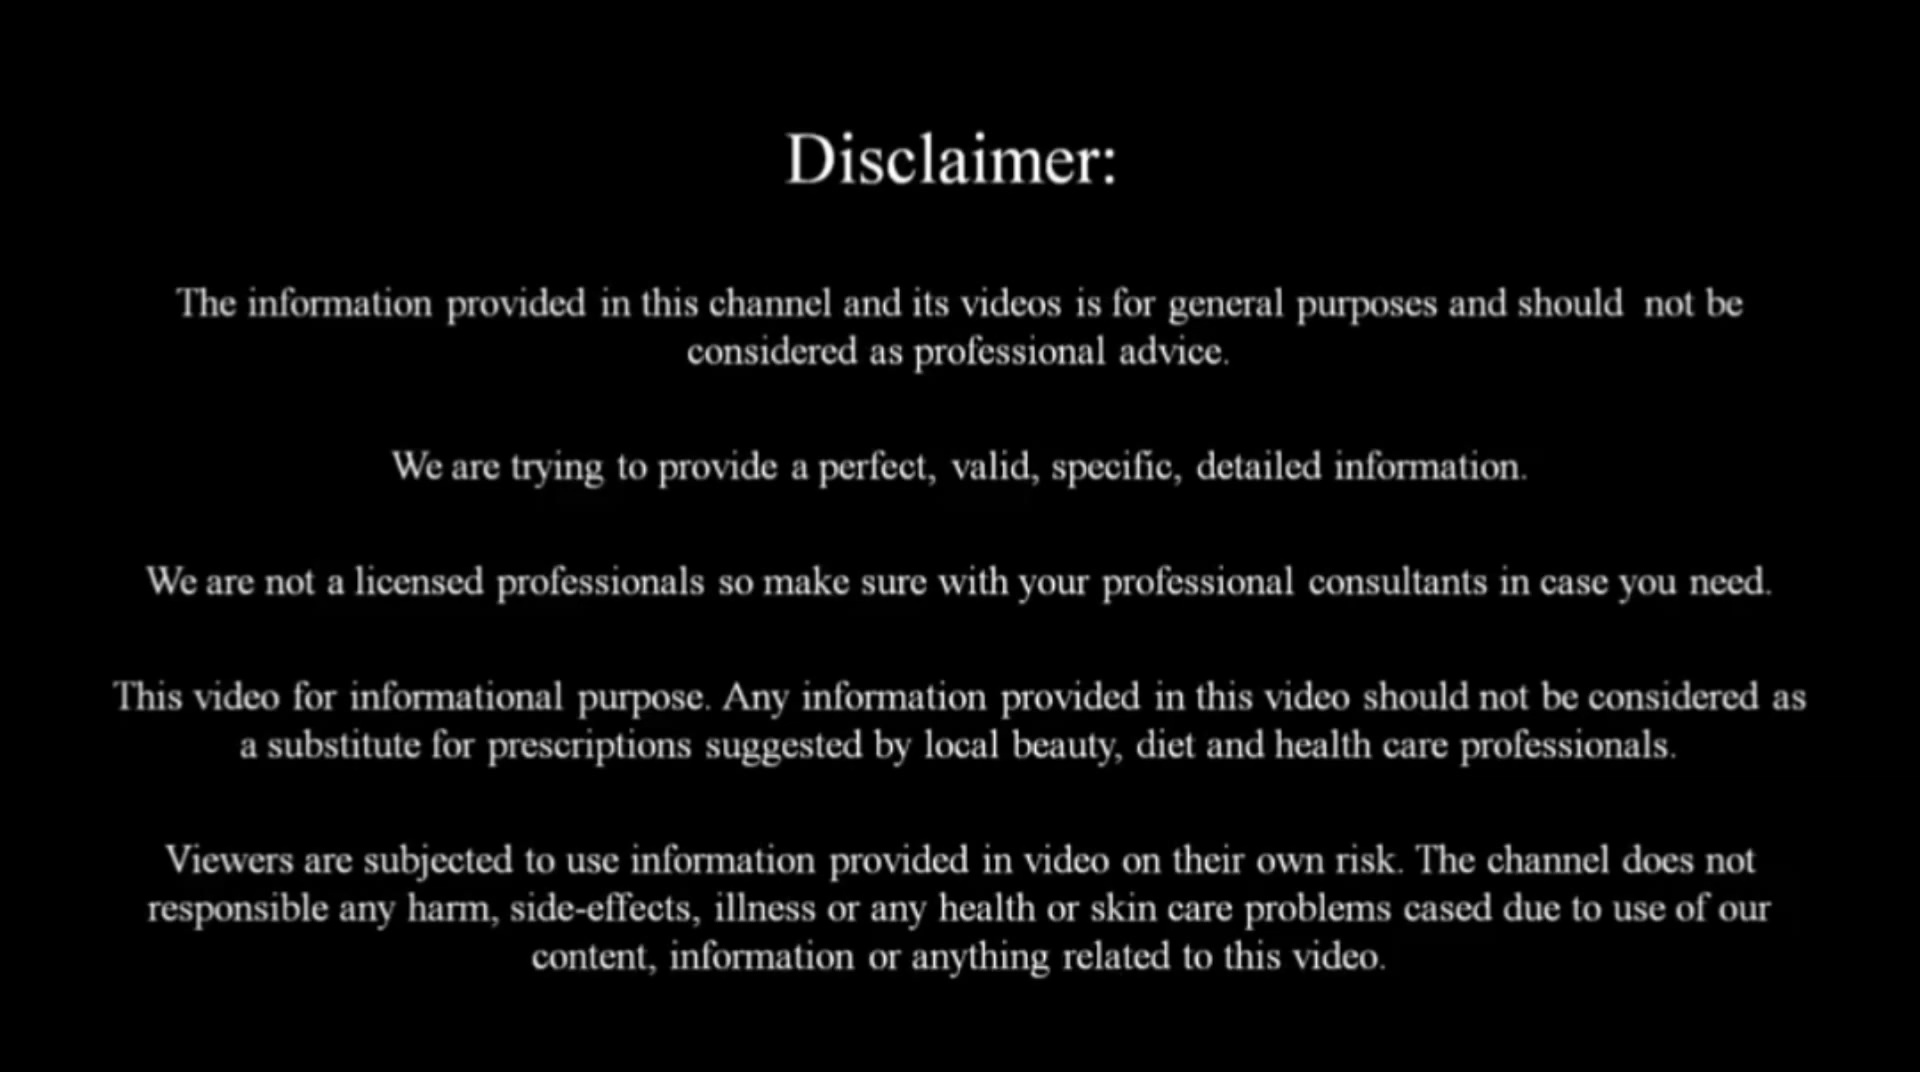 Disclaimer:
The information provided in this channel and its videos is for general purposes and should not be
considered as professional advice.
We are trying to provide a perfect, valid, specific, detailed information.
We are not a licensed professionals so make sure with your professional consultants in case you need.
This video for informational purpose. Any information provided in this video should not be considered as
a substitute for prescriptions suggested by local beauty, diet and health care professionals.
Viewers are subjected to use information provided in video on their own risk. The channel does not
responsible any harm, side-effects, illness or any health or skin care problems cased due to use of our
content, information or anything related to this video.